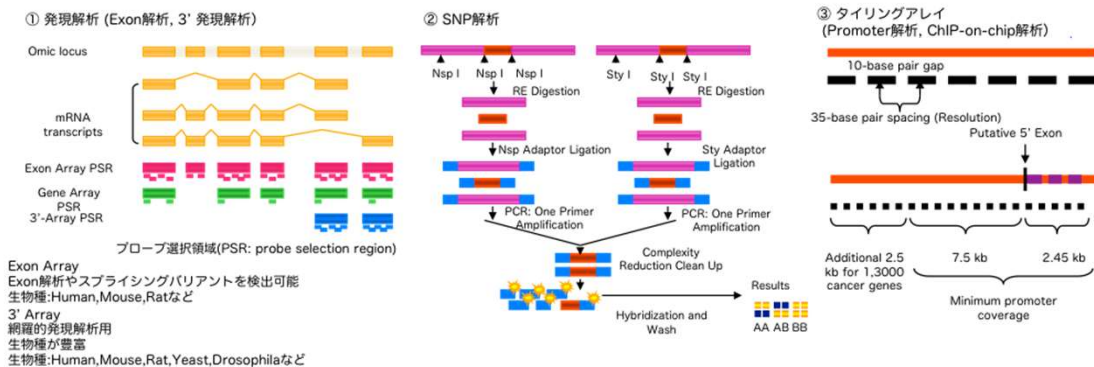 ① 発現解析 (Exon解析, 3’ 発現解析)
Omic locus
mRNA
transcripts
Exon Array PSR
Gene Array
PSR
3’-Array PSR
プローブ選択領域(PSR: probe selection region)
Exon Array
Exon解析やスプライシングバリアントを検出可能
生物種:Human,Mouse,Ratなど
3’ Array
網羅的発現解析用
生物種が豊富
生物種:Human,Mouse,Rat,Yeast,Drosophilaなど
② SNP解析
Nsp I
Nsp I
Nsp I
Sty I
Sty I
Sty I
RE Digestion
RE Digestion
Nsp Adaptor Ligation
Sty Adaptor
Ligation
PCR: One Primer
Amplification
PCR: One Primer
Amplification
Complexity
Reduction Clean Up
Hybridization and
Wash
Results
AA AB BB
③ タイリングアレイ
(Promoter解析, ChIP-on-chip解析)
10-base pair gap
35-base pair spacing (Resolution)
Putative 5’ Exon
Additional 2.5
kb for 1,3000
cancer genes
7.5 kb
2.45 kb
Minimum promoter
coverage